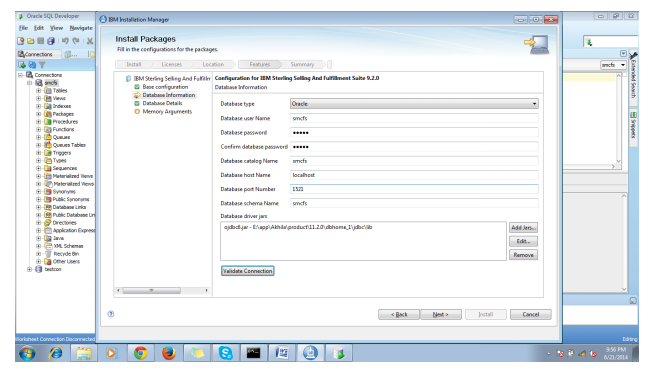 Oracle SQL Developer
File Edit View Navigate
Connections
Connections
smcfs
Tables
Views
Indexes
Packages
Procedures
Functions
Queues
Queues Tables
Triggers
Types
Sequences
Materialized Views
Materialized Views
Synonyms
Public Synonyms
Database Links
Public Database Lin
Directories
Application Express
Java
XML Schemas
Recycle Bin
Other Users
testcon
Worksheet Connection Disconnected
IBM Installation Manager
Install Packages
Fill in the configurations for the packages.
Install Licenses Location Features Summary
IBM Sterling Selling And Fulfillm
Base configuration
Database Information
Database Details
Memory Arguments
Configuration for IBM Sterling Selling And Fulfillment Suite 9.2.0
Database Information
Database type Oracle
Database user Name smcfs
Database password •••••
Confirm database password •••••
Database catalog Name smcfs
Database host Name localhost
Database port Number 1521
Database schema Name smcfs
Database driver jars
ojdbc6.jar - E:\app\Akhila\product\11.2.0\dbhome_1\jdbc\lib
Add Jars...
Edit...
Remove
Validate Connection
< Back Next > Install Cancel
smcfs
Extended Search
Snippets
Editing
9:56 PM
6/21/2014